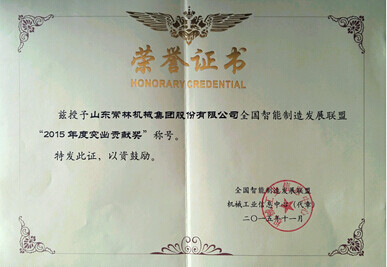 荣誉证书
HONORARY CREDENTIAL
兹授予山东常林机械集团股份有限公司全国智能制造发展联盟
“2015年度突出贡献奖”称号。
特发此证，以资鼓励。
全国智能制造发展联盟
机械工业信息中心（代章）
二〇一五年十一月